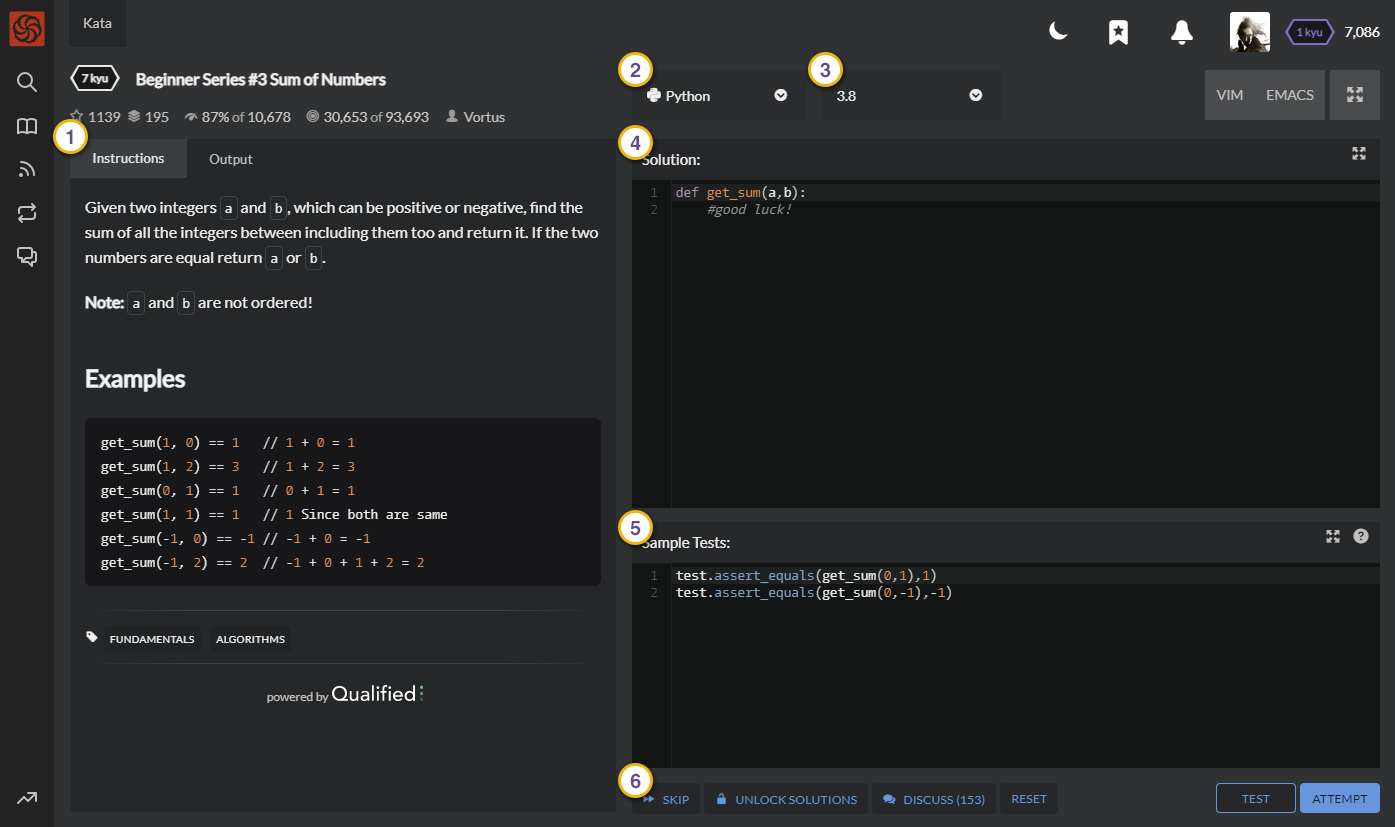 Kata
1 kyu 7,086
7 kyu Beginner Series #3 Sum of Numbers
1139 195 87% of 10,678 30,653 of 93,693 Vortus
1
Instructions Output
Given two integers a and b, which can be positive or negative, find the
sum of all the integers between including them too and return it. If the two
numbers are equal return a or b.
Note: a and b are not ordered!
Examples
get_sum(1, 0) == 1 // 1 + 0 = 1
get_sum(1, 2) == 3 // 1 + 2 = 3
get_sum(0, 1) == 1 // 0 + 1 = 1
get_sum(1, 1) == 1 // 1 Since both are same
get_sum(-1, 0) == -1 // -1 + 0 = -1
get_sum(-1, 2) == 2 // -1 + 0 + 1 + 2 = 2
FUNDAMENTALS ALGORITHMS
powered by Qualified
2 3
Python 3.8 VIM EMACS
4
Solution:
1 def get_sum(a,b):
2 #good luck!
5
Sample Tests:
1 test.assert_equals(get_sum(0,1),1)
2 test.assert_equals(get_sum(0,-1),-1)
6
SKIP UNLOCK SOLUTIONS DISCUSS (153) RESET TEST ATTEMPT